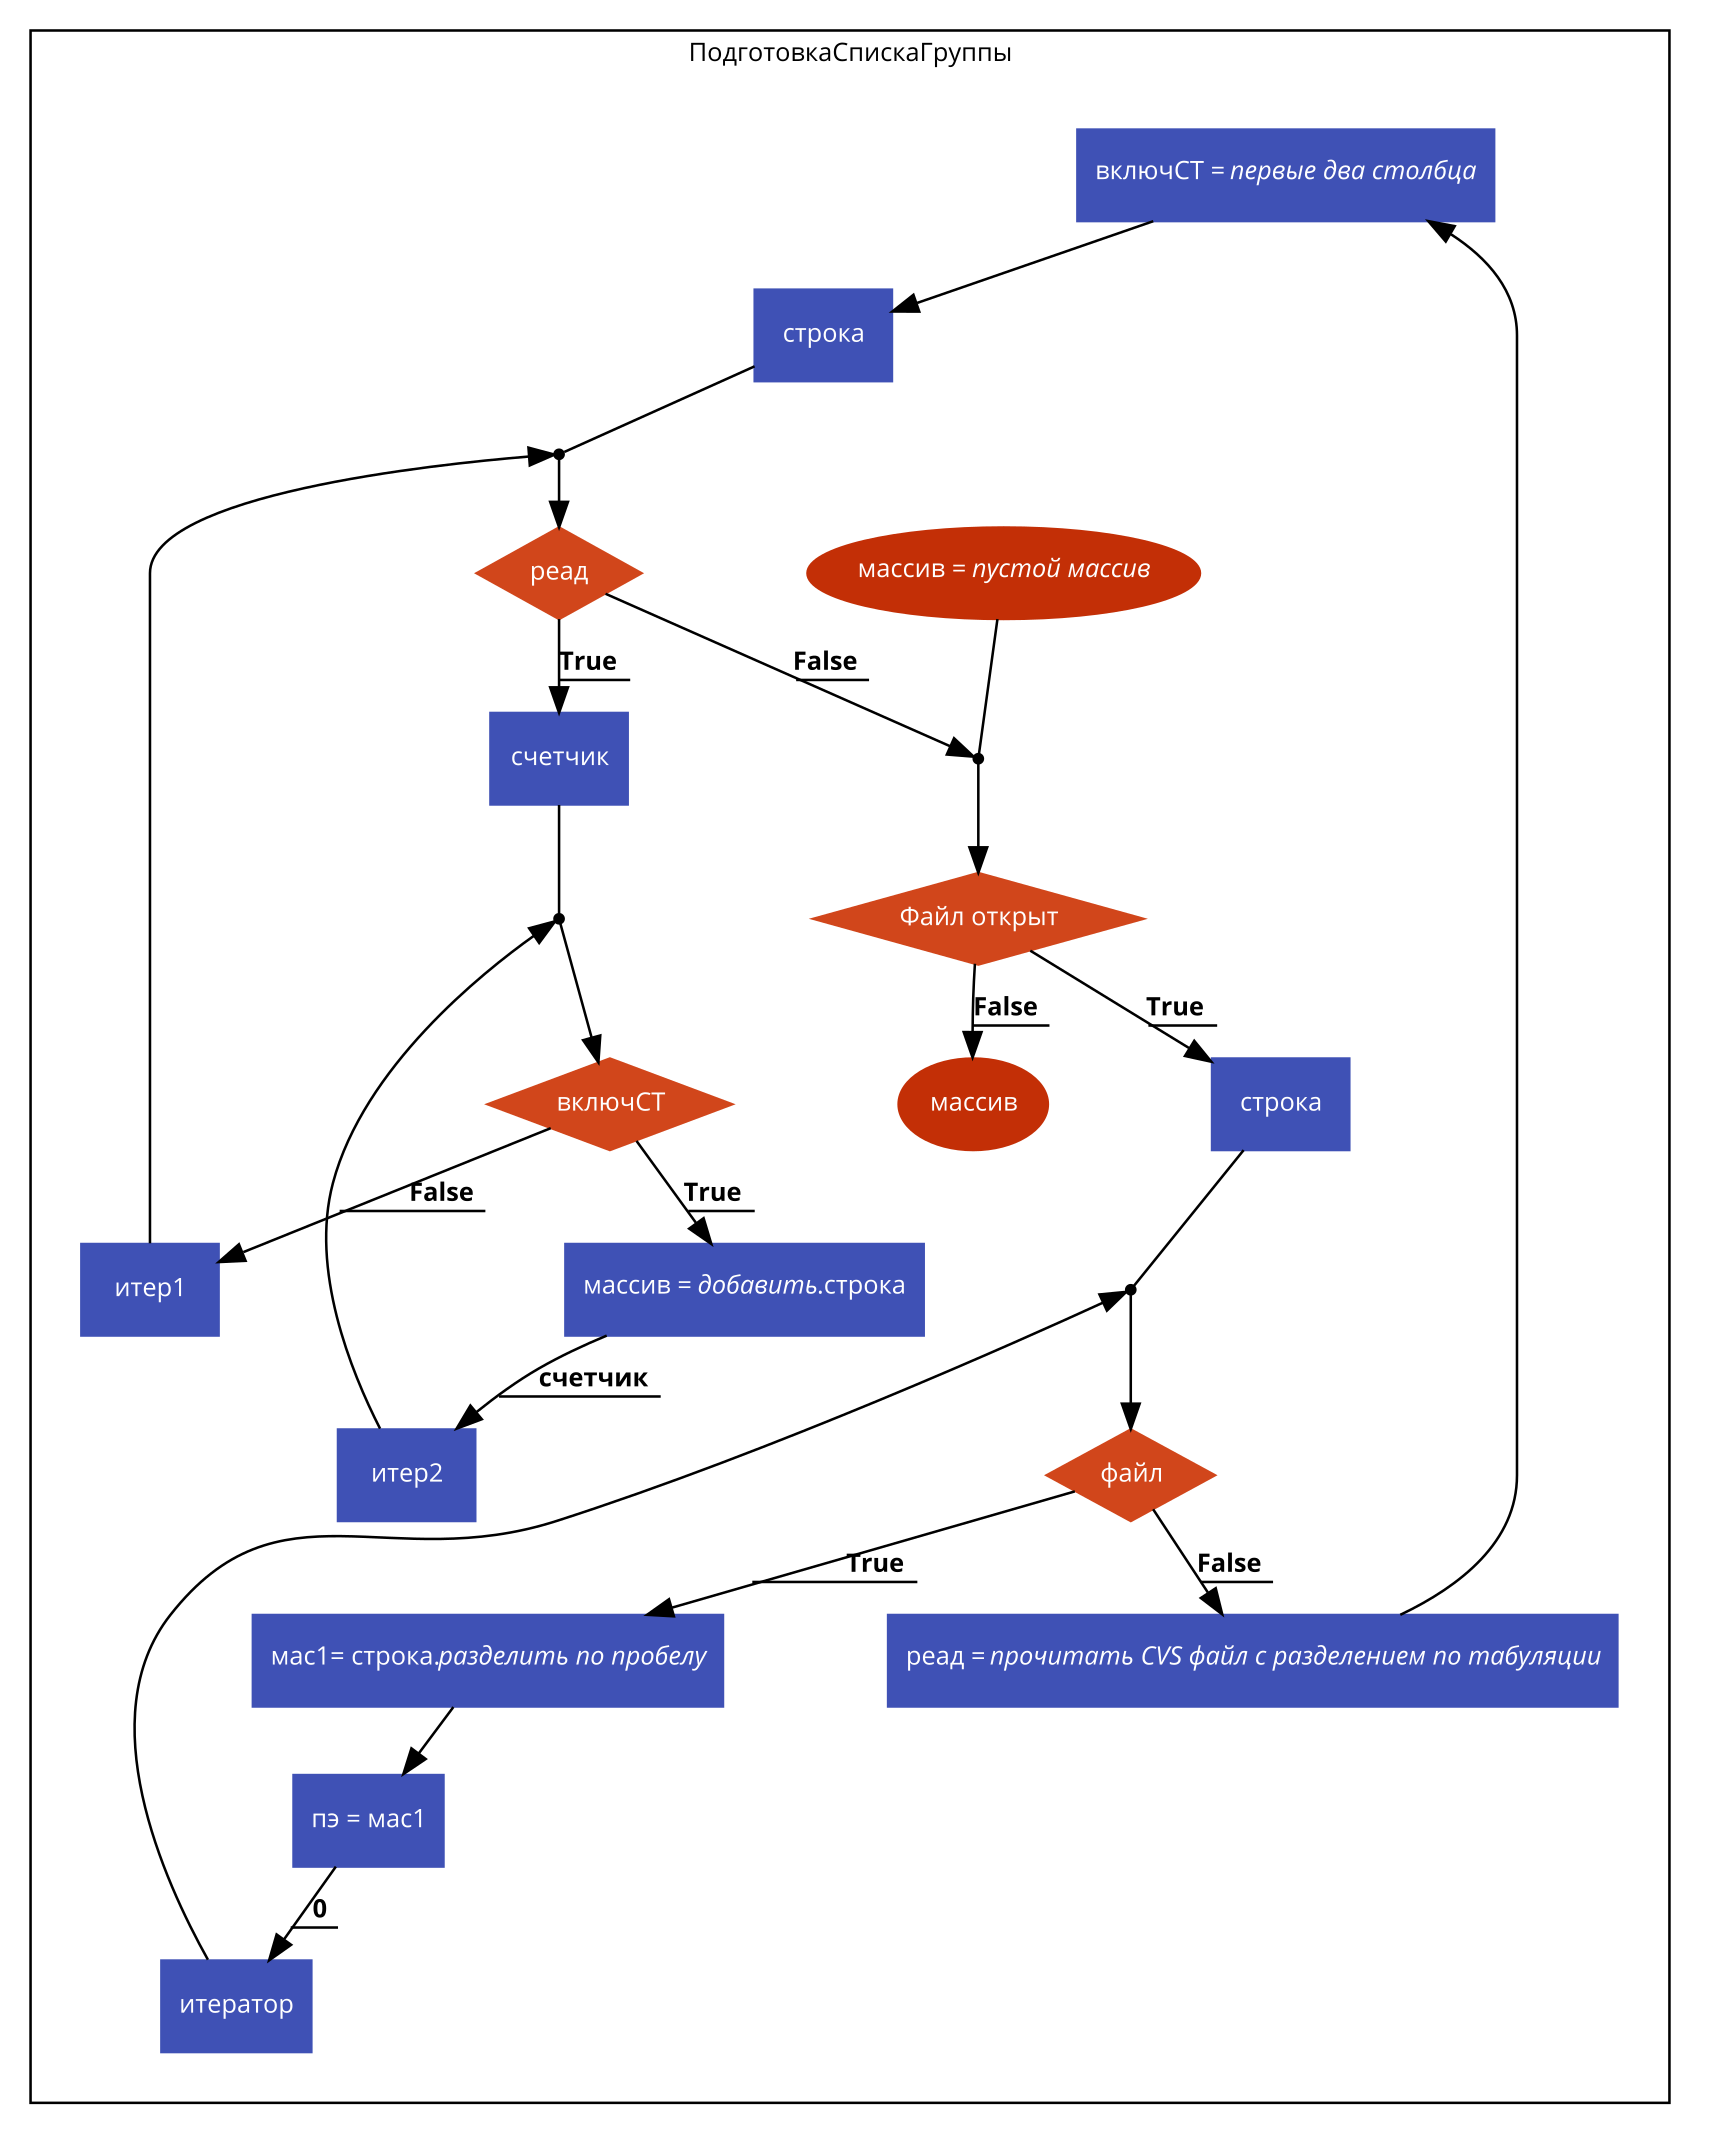 ПодготовкаСпискаГруппы
включСТ = первые два столбца
строка
реад
массив = пустой массив
True
False
счетчик
Файл открыт
False
True
включСТ
массив
строка
False
True
итер1
массив = добавить.строка
счетчик
итер2
файл
True
False
мас1= строка.разделить по пробелу
реад = прочитать CVS файл с разделением по табуляции
пэ = мас1
0
итератор